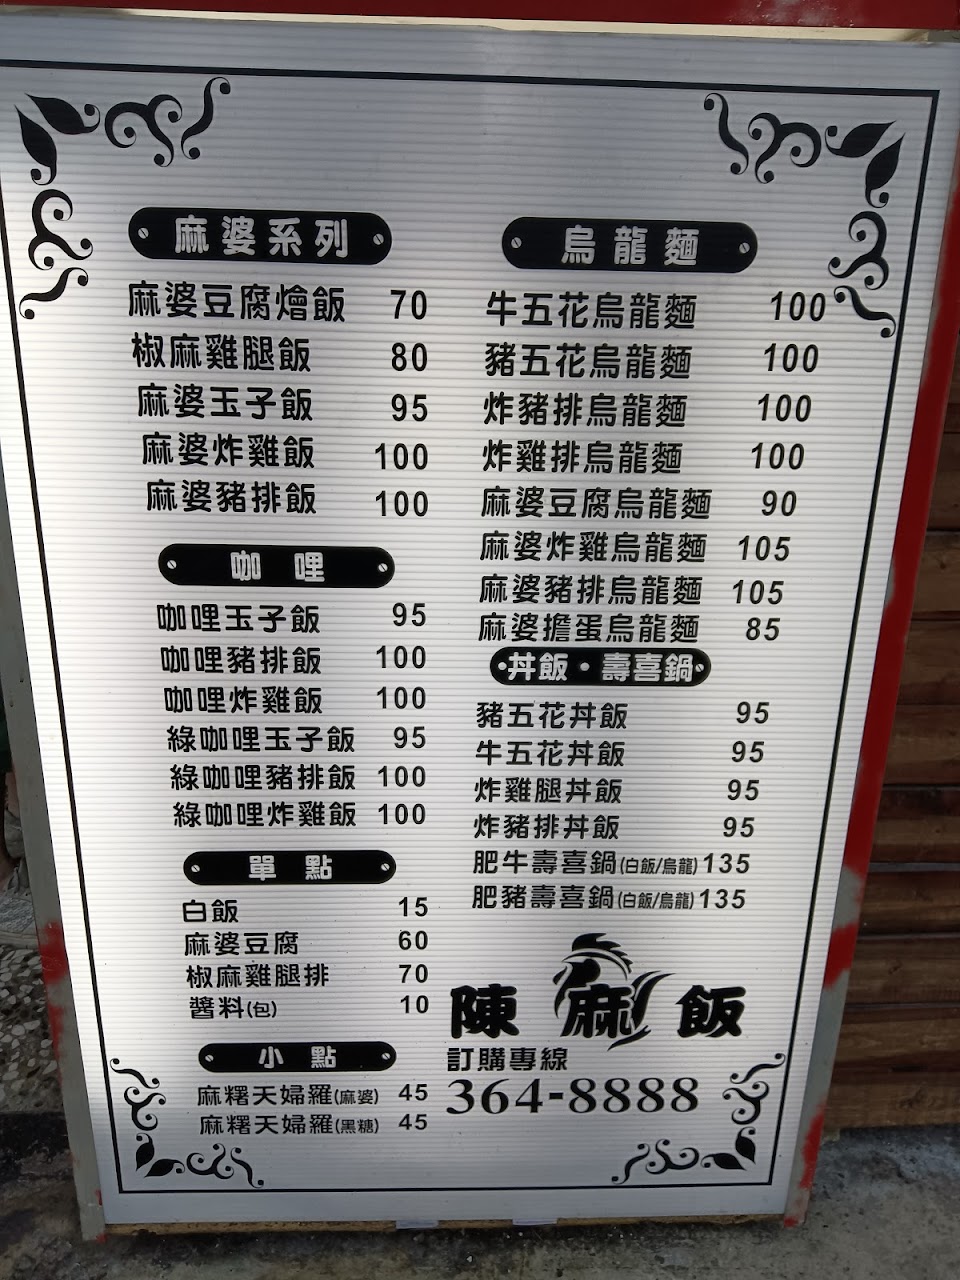 麻婆系列
麻婆豆腐燴飯 70
椒麻雞腿飯 80
麻婆玉子飯 95
麻婆炸雞飯 100
麻婆豬排飯 100
咖哩
咖哩玉子飯 95
咖哩豬排飯 100
咖哩炸雞飯 100
綠咖哩玉子飯 95
綠咖哩豬排飯 100
綠咖哩炸雞飯 100
單點
白飯 15
麻婆豆腐 60
椒麻雞腿排 70
醬料(包) 10
小點
麻糬天婦羅(麻婆) 45
麻糬天婦羅(黑糖) 45
烏龍麵
牛五花烏龍麵 100
豬五花烏龍麵 100
炸豬排烏龍麵 100
炸雞排烏龍麵 100
麻婆豆腐烏龍麵 90
麻婆炸雞烏龍麵 105
麻婆豬排烏龍麵 105
麻婆擔蛋烏龍麵 85
丼飯・壽喜鍋
豬五花丼飯 95
牛五花丼飯 95
炸雞腿丼飯 95
炸豬排丼飯 95
肥牛壽喜鍋(白飯/烏龍) 135
肥豬壽喜鍋(白飯/烏龍) 135
陳麻飯
訂購專線
364-8888